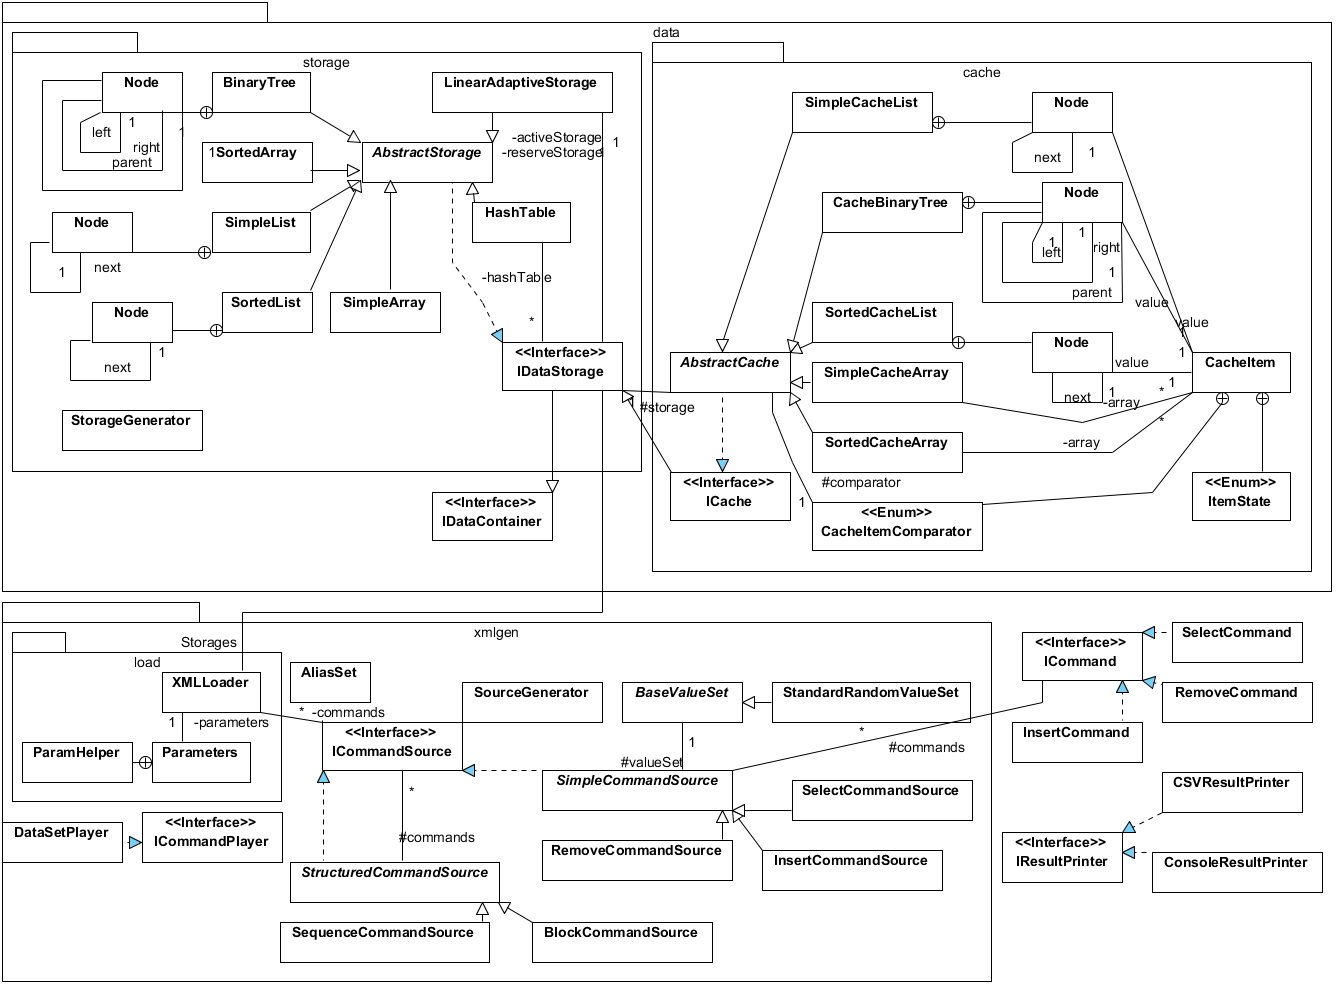 data
storage
cache
Node
BinaryTree
LinearAdaptiveStorage
SimpleCacheList
Node
left
1
right
1
parent
1
SortedArray
AbstractStorage
-activeStorage
-reserveStorage
1
1
next
1
Node
SimpleList
HashTable
CacheBinaryTree
Node
1
left
1
right
1
parent
1
next
-hashTable
*
Node
SortedList
SimpleArray
next
1
<<Interface>>
IDataStorage
SortedCacheList
Node
value
value
1
1
value
1
next
1
AbstractCache
SimpleCacheArray
CacheItem
#storage
1
-array
*
StorageGenerator
SortedCacheArray
-array
*
#comparator
1
<<Interface>>
IDataContainer
<<Interface>>
ICache
<<Enum>>
CacheItemComparator
<<Enum>>
ItemState
xmlgen
Storages
load
XMLLoader
AliasSet
SourceGenerator
BaseValueSet
StandardRandomValueSet
<<Interface>>
ICommand
SelectCommand
RemoveCommand
InsertCommand
1
-parameters
*
-commands
ParamHelper
Parameters
<<Interface>>
ICommandSource
1
#valueSet
*
#commands
SimpleCommandSource
*
#commands
SelectCommandSource
CSVResultPrinter
DataSetPlayer
<<Interface>>
ICommandPlayer
RemoveCommandSource
InsertCommandSource
<<Interface>>
IResultPrinter
ConsoleResultPrinter
StructuredCommandSource
SequenceCommandSource
BlockCommandSource